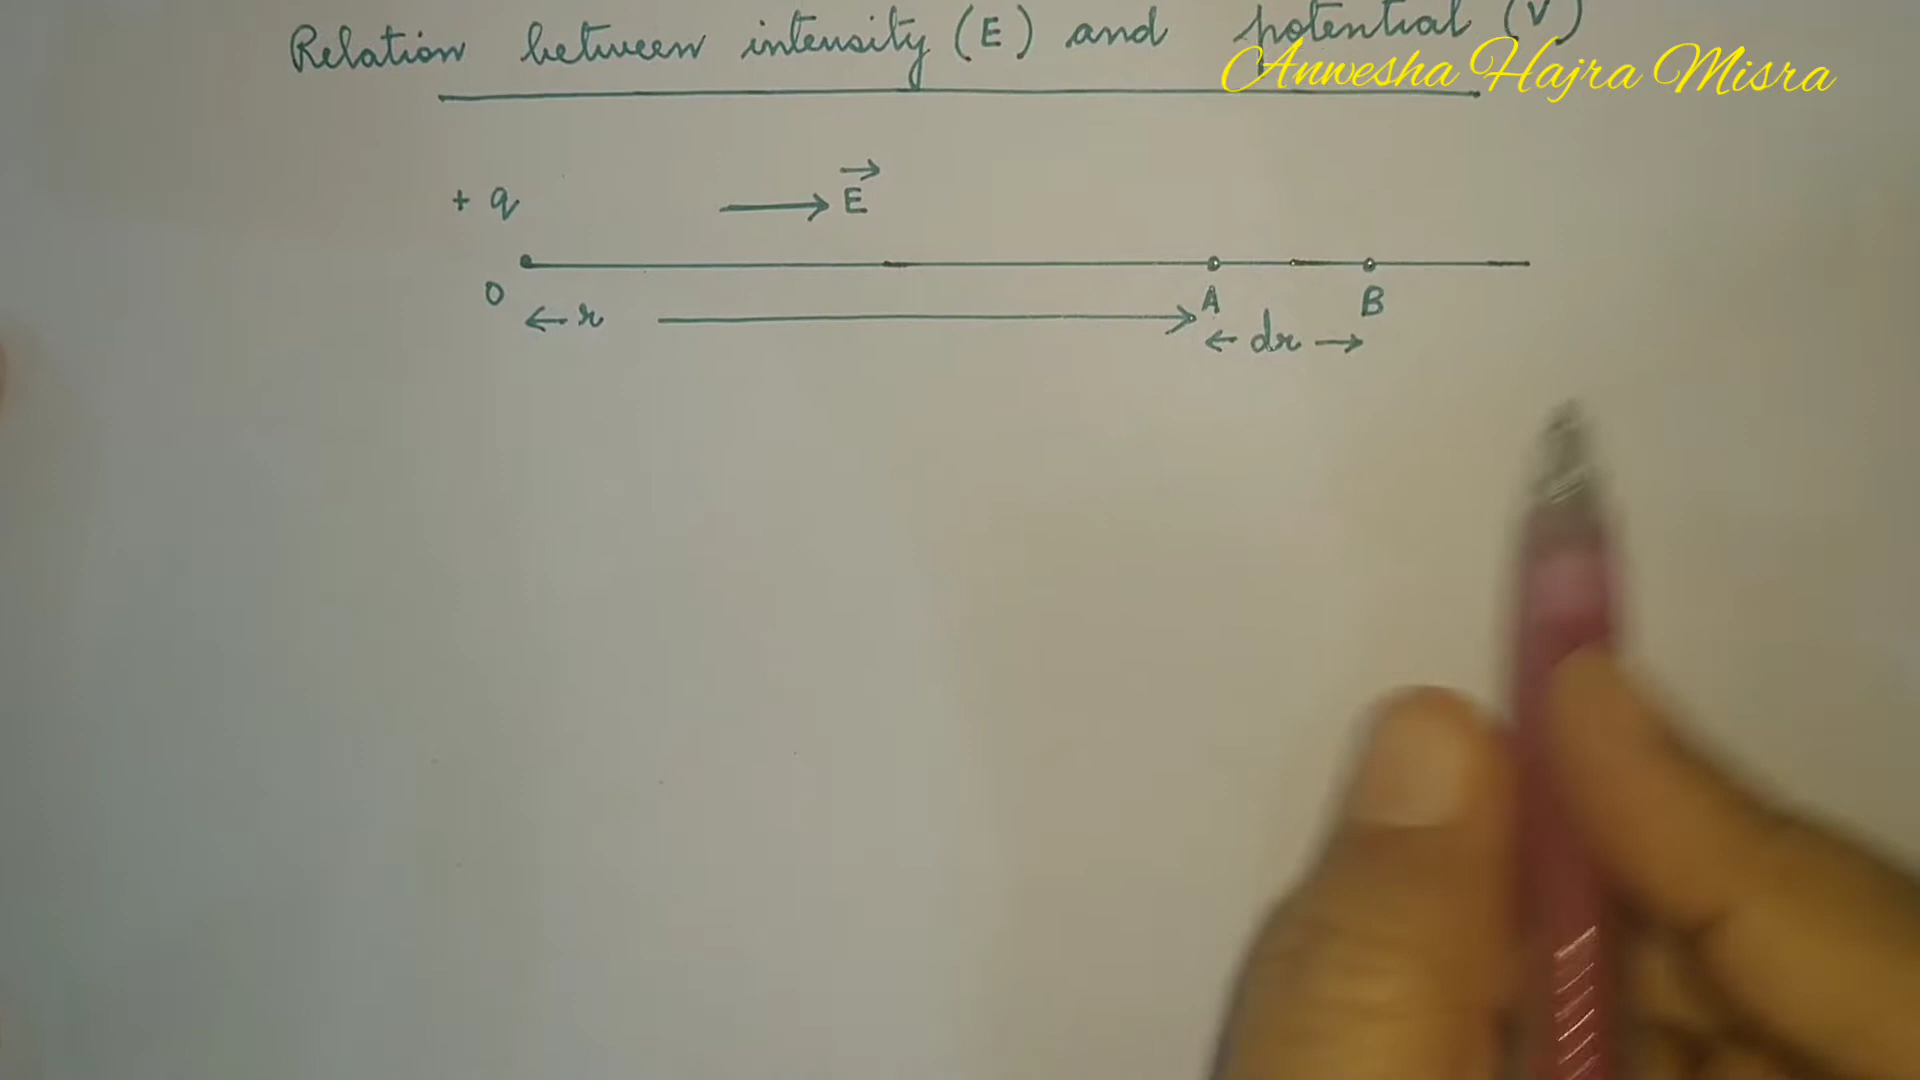 Relation between intensity (E) and potential (V)
Anwesha Hajra Misra
+ q
→ E
O
A
B
← r →
← dr →